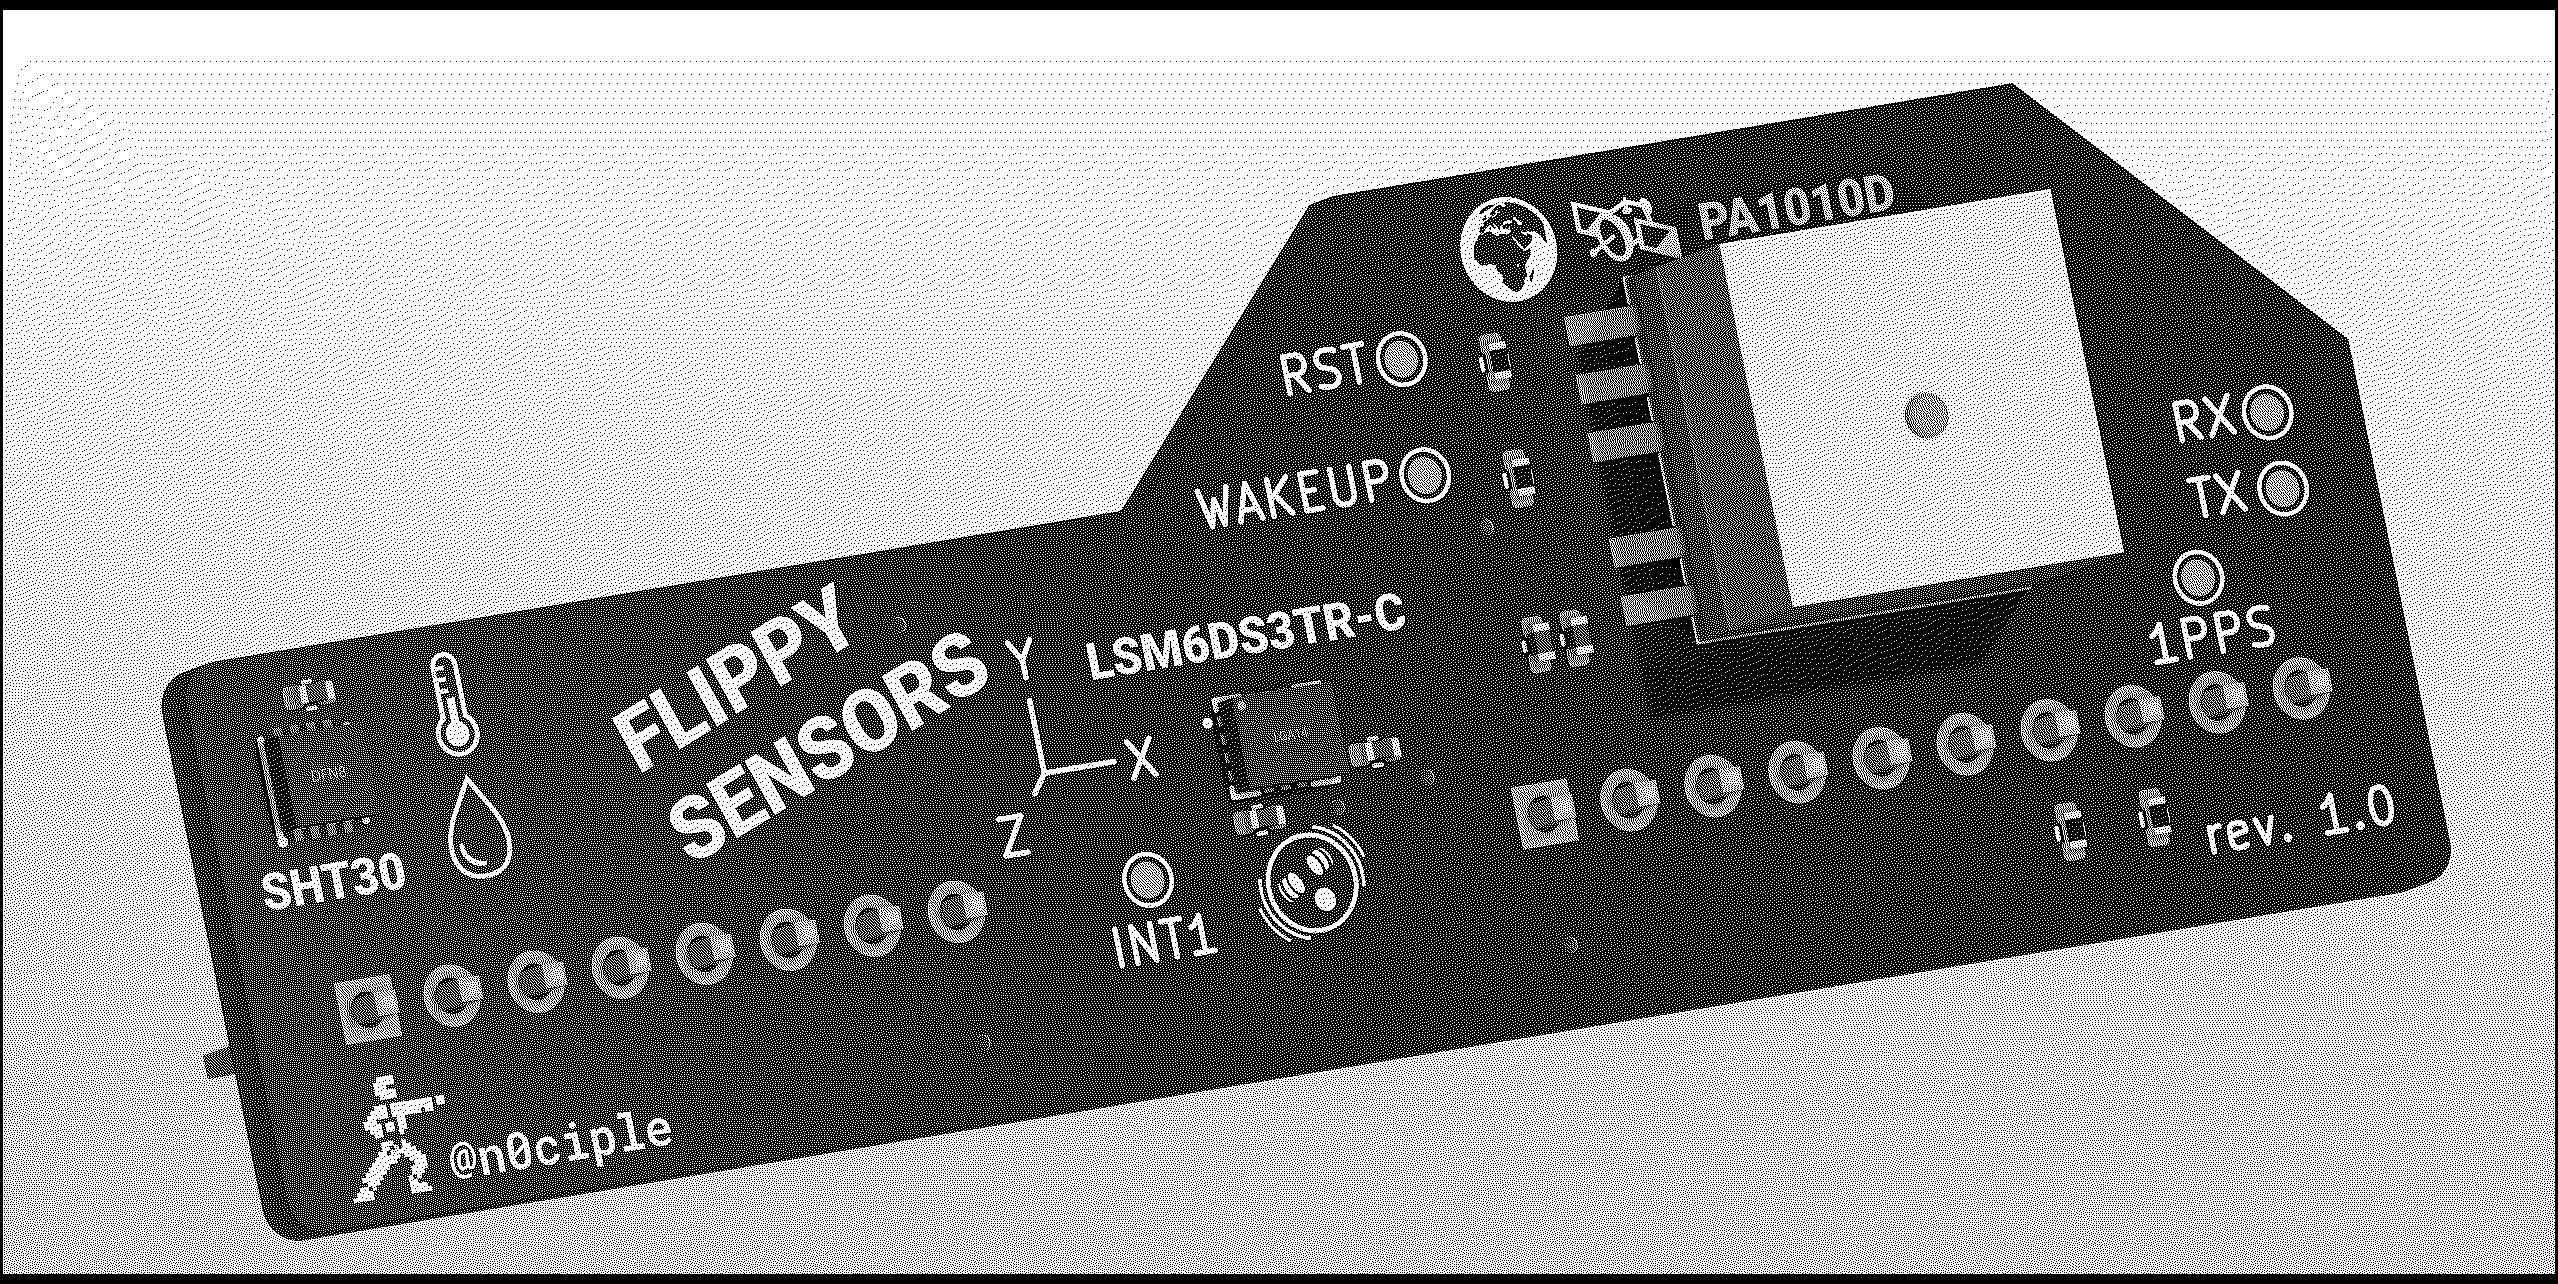 PA1010D
RST
WAKEUP
RX
TX
1PPS
FLIPPY
SENSORS
Y
X
Z
LSM6DS3TR-C
SHT30
INT1
rev. 1.0
@n0ciple